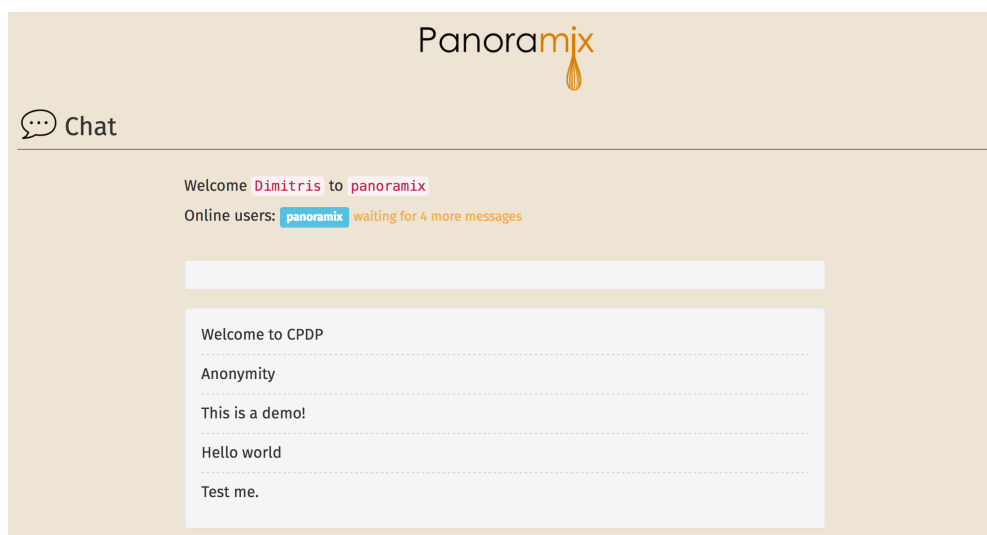 Panoramix
Chat
Welcome Dimitris to panoramix
Online users: panoramix waiting for 4 more messages
Welcome to CPDP
Anonymity
This is a demo!
Hello world
Test me.